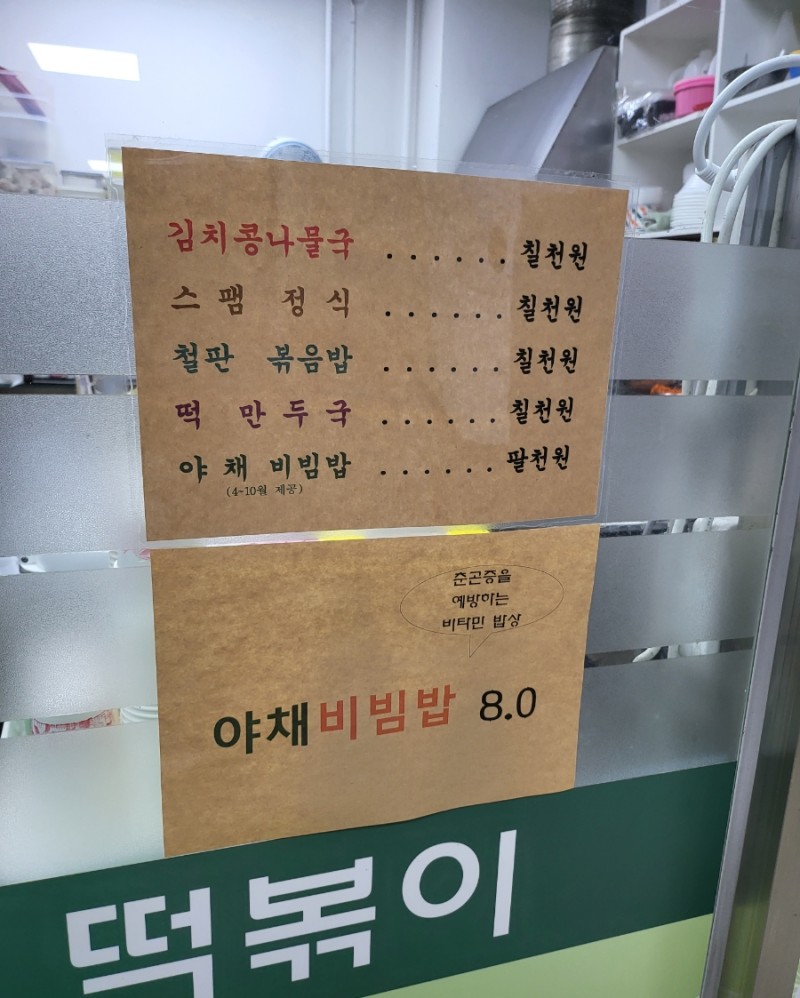 김치콩나물국 . . . . . . 칠천원
스팸 정식 . . . . . . 칠천원
철판 볶음밥 . . . . . . 칠천원
떡 만두국 . . . . . . 칠천원
야채 비빔밥 . . . . . . 팔천원
(4~10월 제공)
춘곤증을
예방하는
비타민 밥상
야채비빔밥 8.0
떡볶이